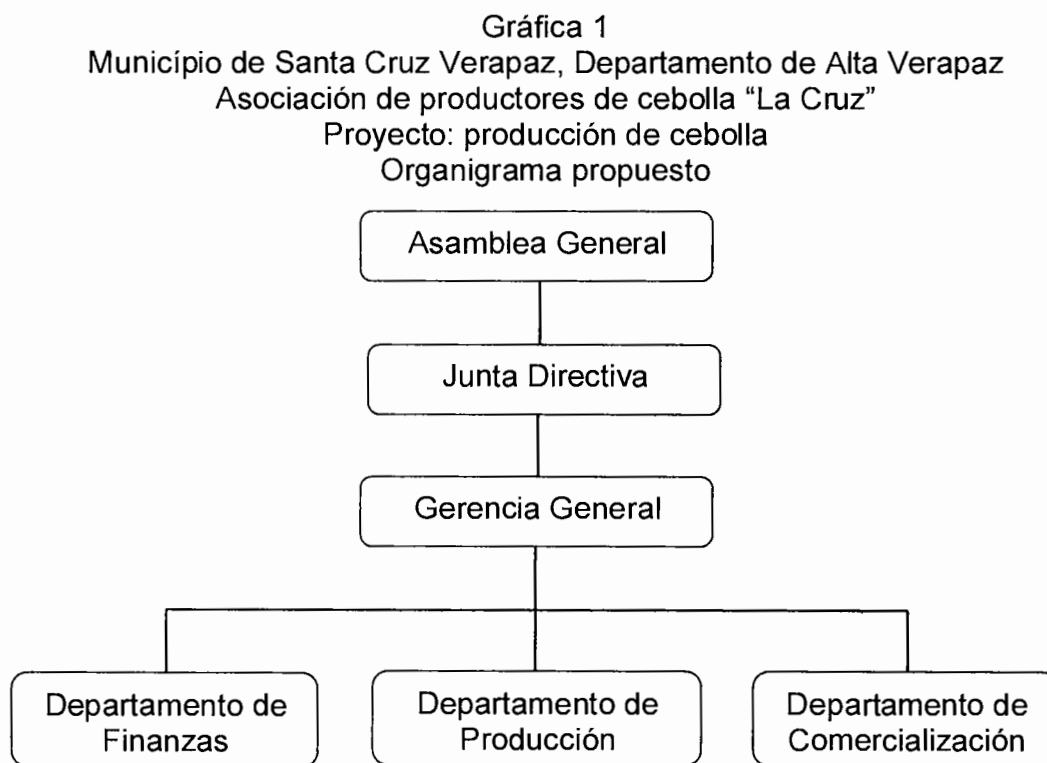 Gráfica 1
Município de Santa Cruz Verapaz, Departamento de Alta Verapaz
Asociación de productores de cebolla “La Cruz”
Proyecto: producción de cebolla
Organigrama propuesto
Asamblea General
Junta Directiva
Gerencia General
Departamento de
Finanzas
Departamento de
Producción
Departamento de
Comercialización